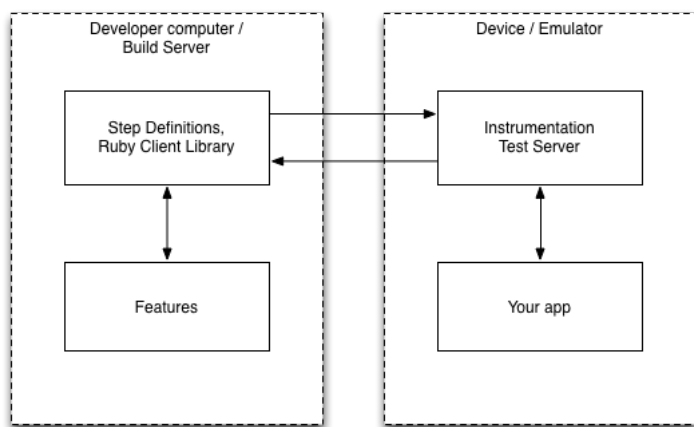 Developer computer /
Build Server
Device / Emulator
Step Definitions,
Ruby Client Library
Instrumentation
Test Server
Features
Your app